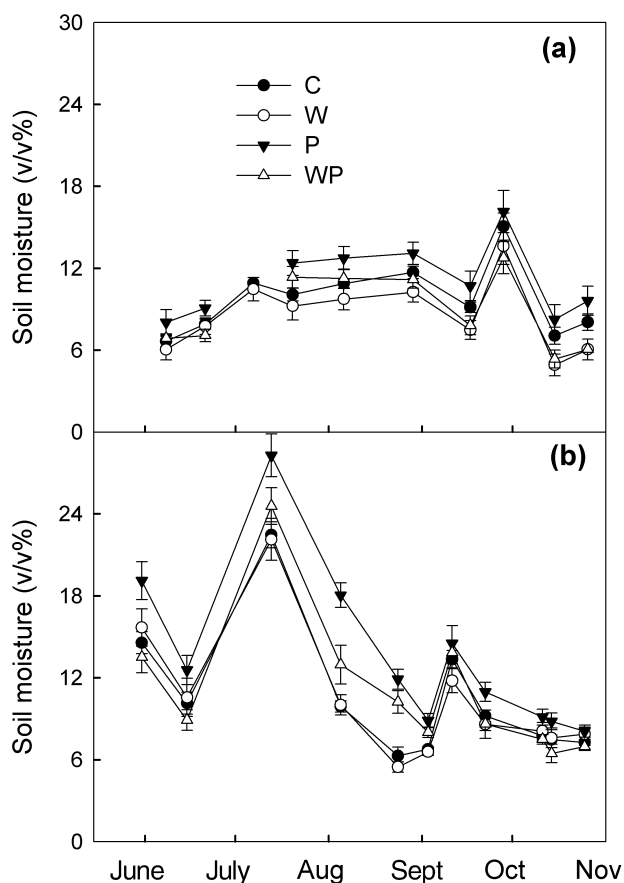 30
(a)
C
24
W
P
18
WP
12
6
0
Soil moisture (v/v%)
(b)
24
18
12
6
0
Soil moisture (v/v%)
June July Aug Sept Oct Nov